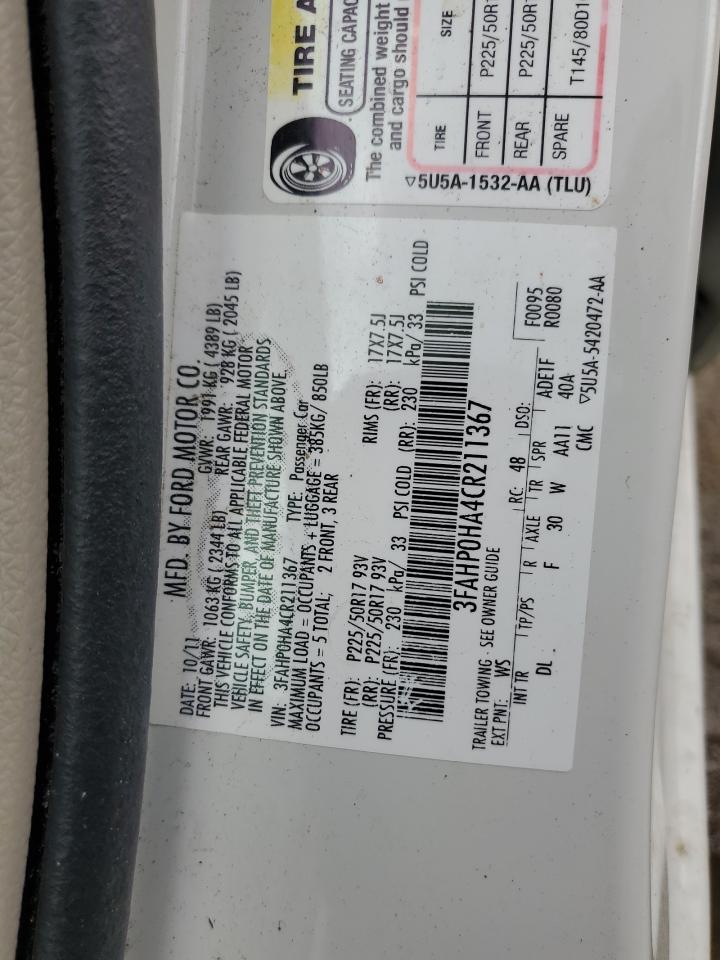 MFD. BY FORD MOTOR CO.
DATE: 10/11 GVWR: 1991 KG ( 4389 LB)
FRONT GAWR: 1063 KG ( 2344 LB) REAR GAWR: 928 KG ( 2045 LB)
THIS VEHICLE CONFORMS TO ALL APPLICABLE FEDERAL MOTOR
VEHICLE SAFETY, BUMPER, AND THEFT PREVENTION STANDARDS
IN EFFECT ON THE DATE OF MANUFACTURE SHOWN ABOVE.
VIN: 3FAHP0HA4CR211367 TYPE: Passenger Car
MAXIMUM LOAD = OCCUPANTS + LUGGAGE = 385KG/ 850LB
OCCUPANTS = 5 TOTAL; 2 FRONT, 3 REAR
TIRE (FR): P225/50R17 93V RIMS (FR): 17X7.5J
(RR): P225/50R17 93V (RR): 17X7.5J
PRESSURE (FR): 230 kPa/ 33 PSI COLD (RR): 230 kPa/ 33 PSI COLD
3FAHP0HA4CR211367
TRAILER TOWING - SEE OWNER GUIDE
EXT PNT: WS RC: 48 DSO: F0095
R0080
INT TR TP/PS R AXLE TR SPR
DL F 30 W AA11 ADE1F
40A
CMC ▽5U5A-5420472-AA
TIRE A
SEATING CAPAC
The combined weight
and cargo should
TIRE SIZE
FRONT P225/50R1
REAR P225/50R1
SPARE T145/80D1
▽5U5A-1532-AA (TLU)